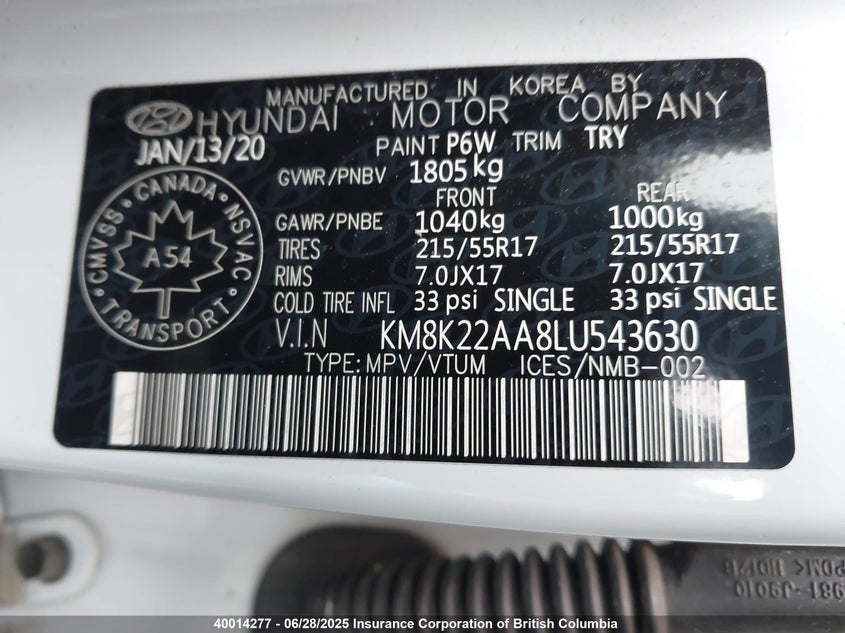 MANUFACTURED IN KOREA BY
HYUNDAI MOTOR COMPANY
JAN/13/20 PAINT P6W TRIM TRY
GVWR/PNBV 1805 kg
FRONT REAR
GAWR/PNBE 1040kg 1000kg
TIRES 215/55R17 215/55R17
RIMS 7.0JX17 7.0JX17
COLD TIRE INFL 33 psi SINGLE 33 psi SINGLE
V.I.N KM8K22AA8LU543630
TYPE: MPV/VTUM ICES/NMB-002
CMVSS • CANADA • NSVAC • TRANSPORT •
A 54
40014277 - 06/28/2025 Insurance Corporation of British Columbia